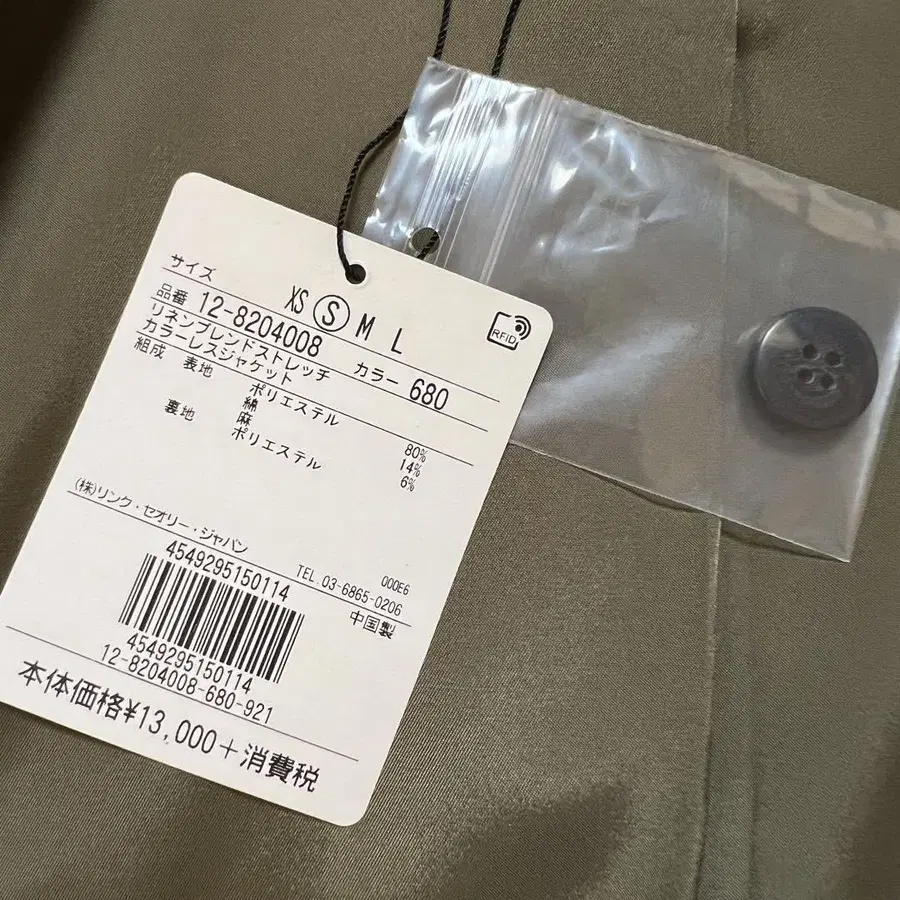 サイズ
XS S M L
RFID
品番 12-8204008 カラー 680
リネンブレンドストレッチ
カラーレスジャケット
組成 表地 ポリエステル 80%
綿 14%
麻 6%
裏地 ポリエステル
(株)リンク・セオリー・ジャパン
TEL.03-6865-0206
000E6
4549295150114
中国製
4549295150114
12-8204008-680-921
本体価格¥13,000+消費税